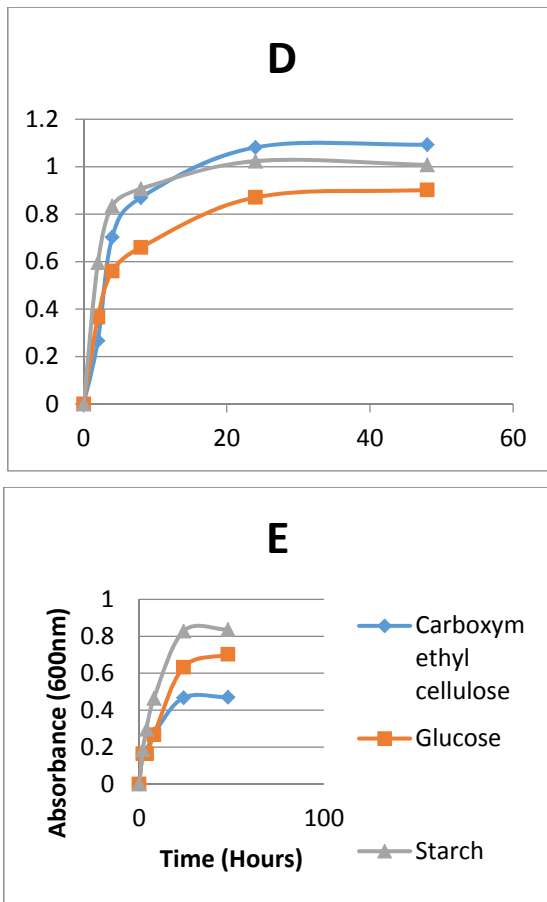 D
1.2
1
0.8
0.6
0.4
0.2
0
0 20 40 60
E
Absorbance (600nm)
1
0.8
0.6
0.4
0.2
0
0 100
Time (Hours)
Carboxym
ethyl
cellulose
Glucose
Starch